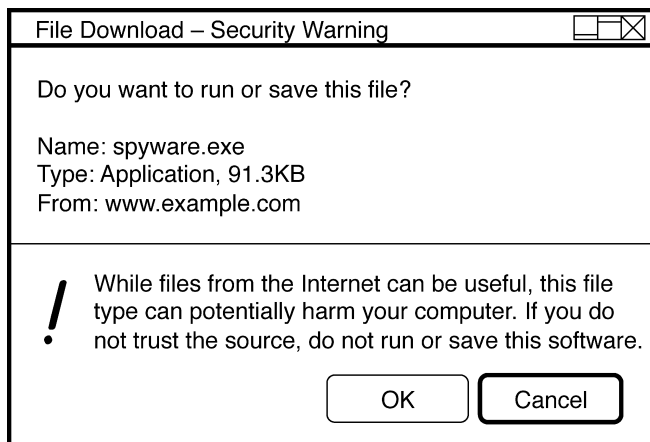 File Download – Security Warning
Do you want to run or save this file?
Name: spyware.exe
Type: Application, 91.3KB
From: www.example.com
While files from the Internet can be useful, this file
type can potentially harm your computer. If you do
not trust the source, do not run or save this software.
OK Cancel